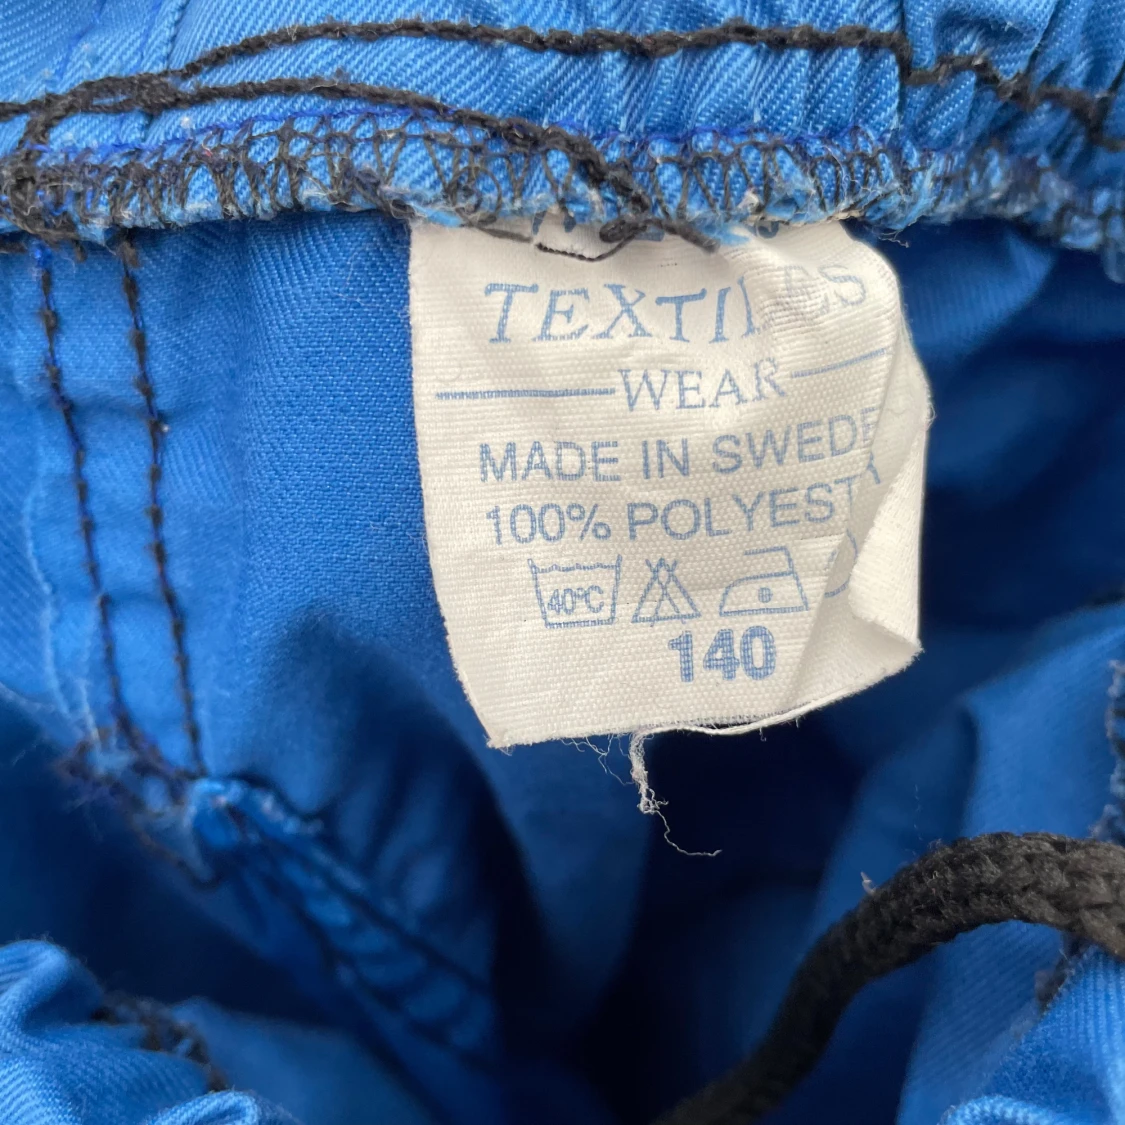 TEXTILES
WEAR
MADE IN SWEDE
100% POLYEST
40°C
140